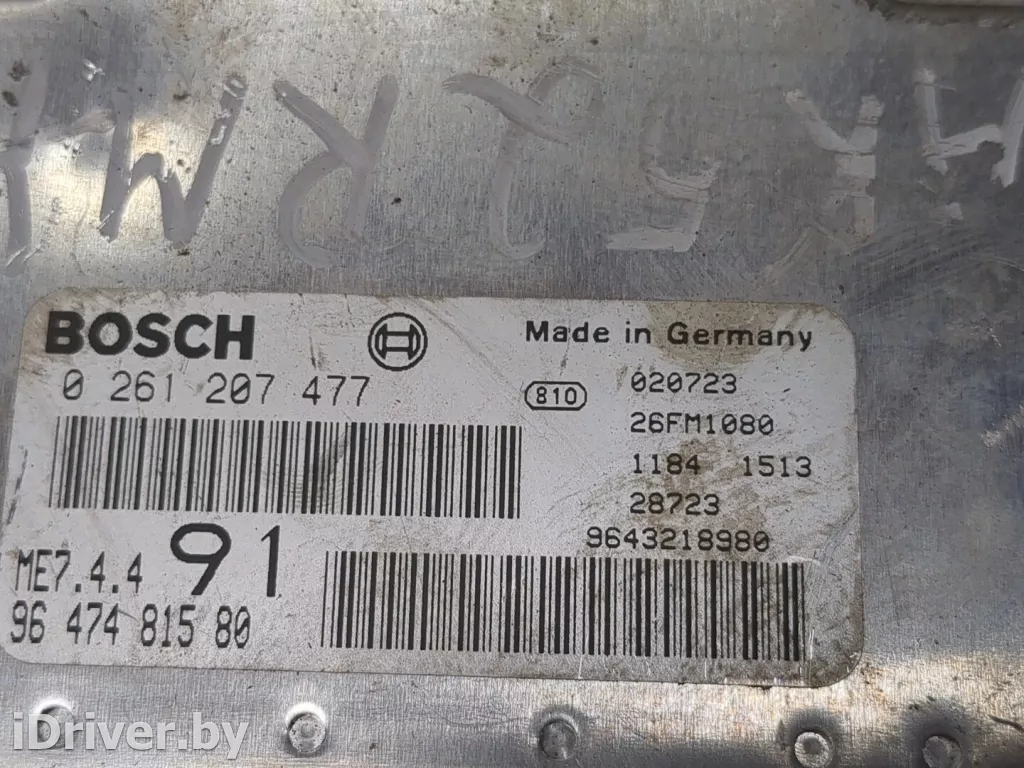 BOSCH
Made in Germany
0 261 207 477
810
020723
26FM1080
1184 1513
28723
9643218980
ME7.4.4
91
96 474 815 80
iDriver.by